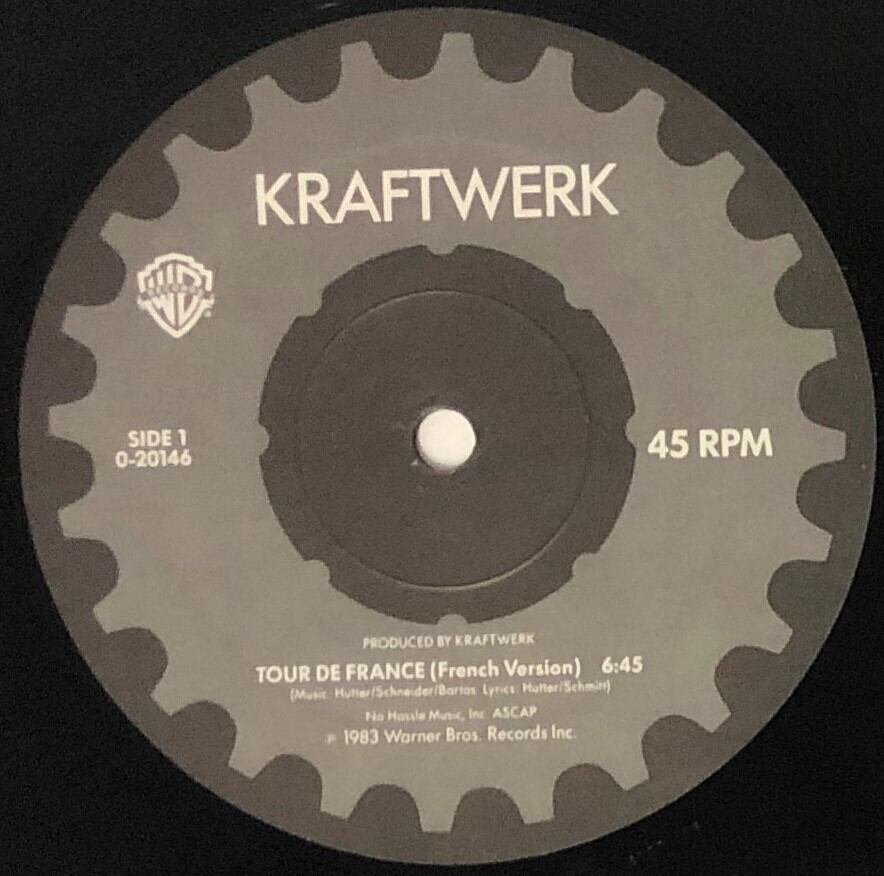 KRAFTWERK
RECORDS
SIDE 1
0-20146
45 RPM
PRODUCED BY KRAFTWERK
TOUR DE FRANCE (French Version) 6:45
(Music: Hutter/Schneider/Bartos Lyrics: Hutter/Schmitt)
No Hassle Music, Inc. ASCAP
℗ 1983 Warner Bros. Records Inc.